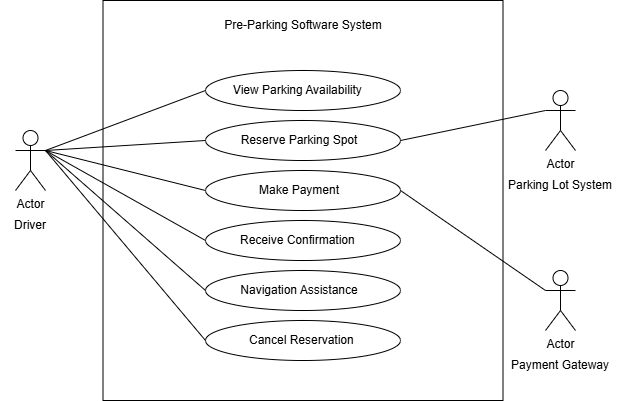 Pre-Parking Software System
View Parking Availability
Reserve Parking Spot
Make Payment
Receive Confirmation
Navigation Assistance
Cancel Reservation
Actor
Driver
Actor
Parking Lot System
Actor
Payment Gateway